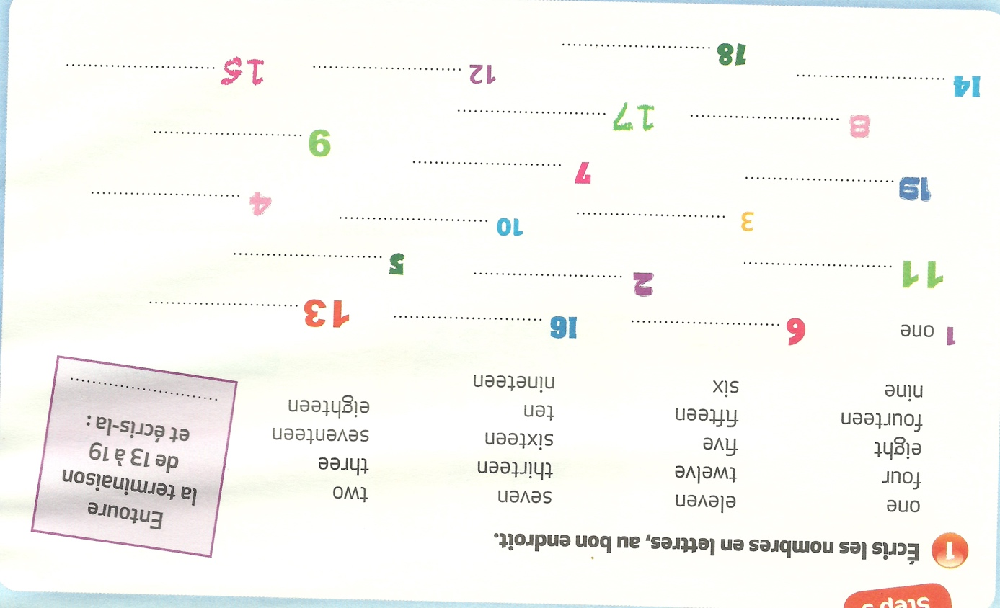 Step
1 Écris les nombres en lettres, au bon endroit.
one eleven seven two
four twelve thirteen three
eight five sixteen seventeen
fourteen fifteen ten eighteen
nine six nineteen
Entoure
la terminaison
de 13 à 19
et écris-la :
1 one 6 16 13
11 2 5
3 10 4
19 7 9
8 17
14 12 15
18